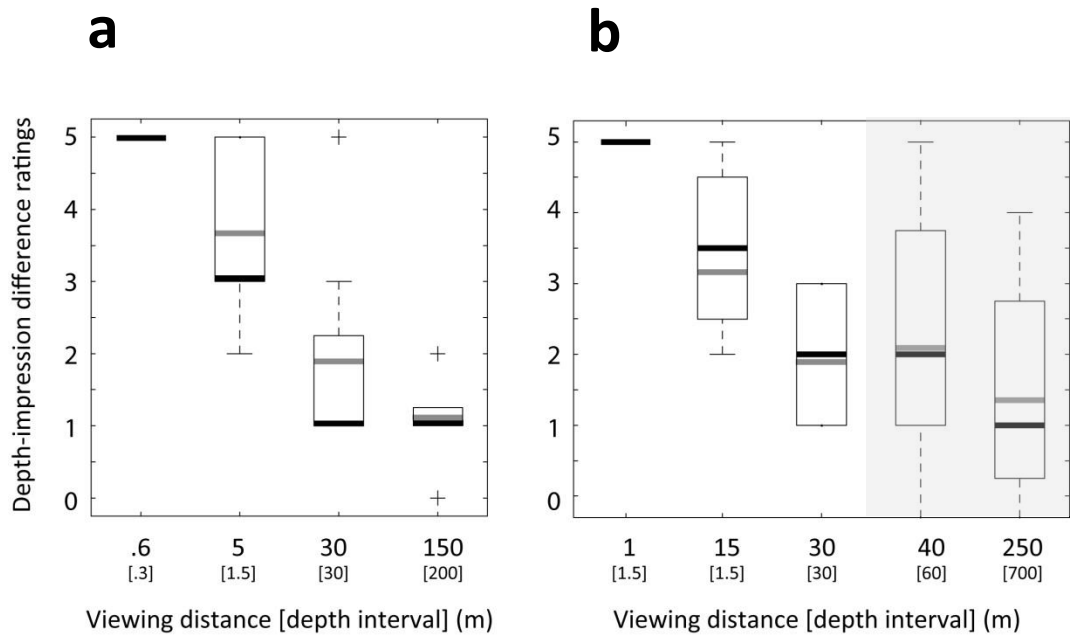 a
b
Depth-impression difference ratings
5
4
3
2
1
0
.6 5 30 150
[.3] [1.5] [30] [200]
Viewing distance [depth interval] (m)
5
4
3
2
1
0
1 15 30 40 250
[1.5] [1.5] [30] [60] [700]
Viewing distance [depth interval] (m)